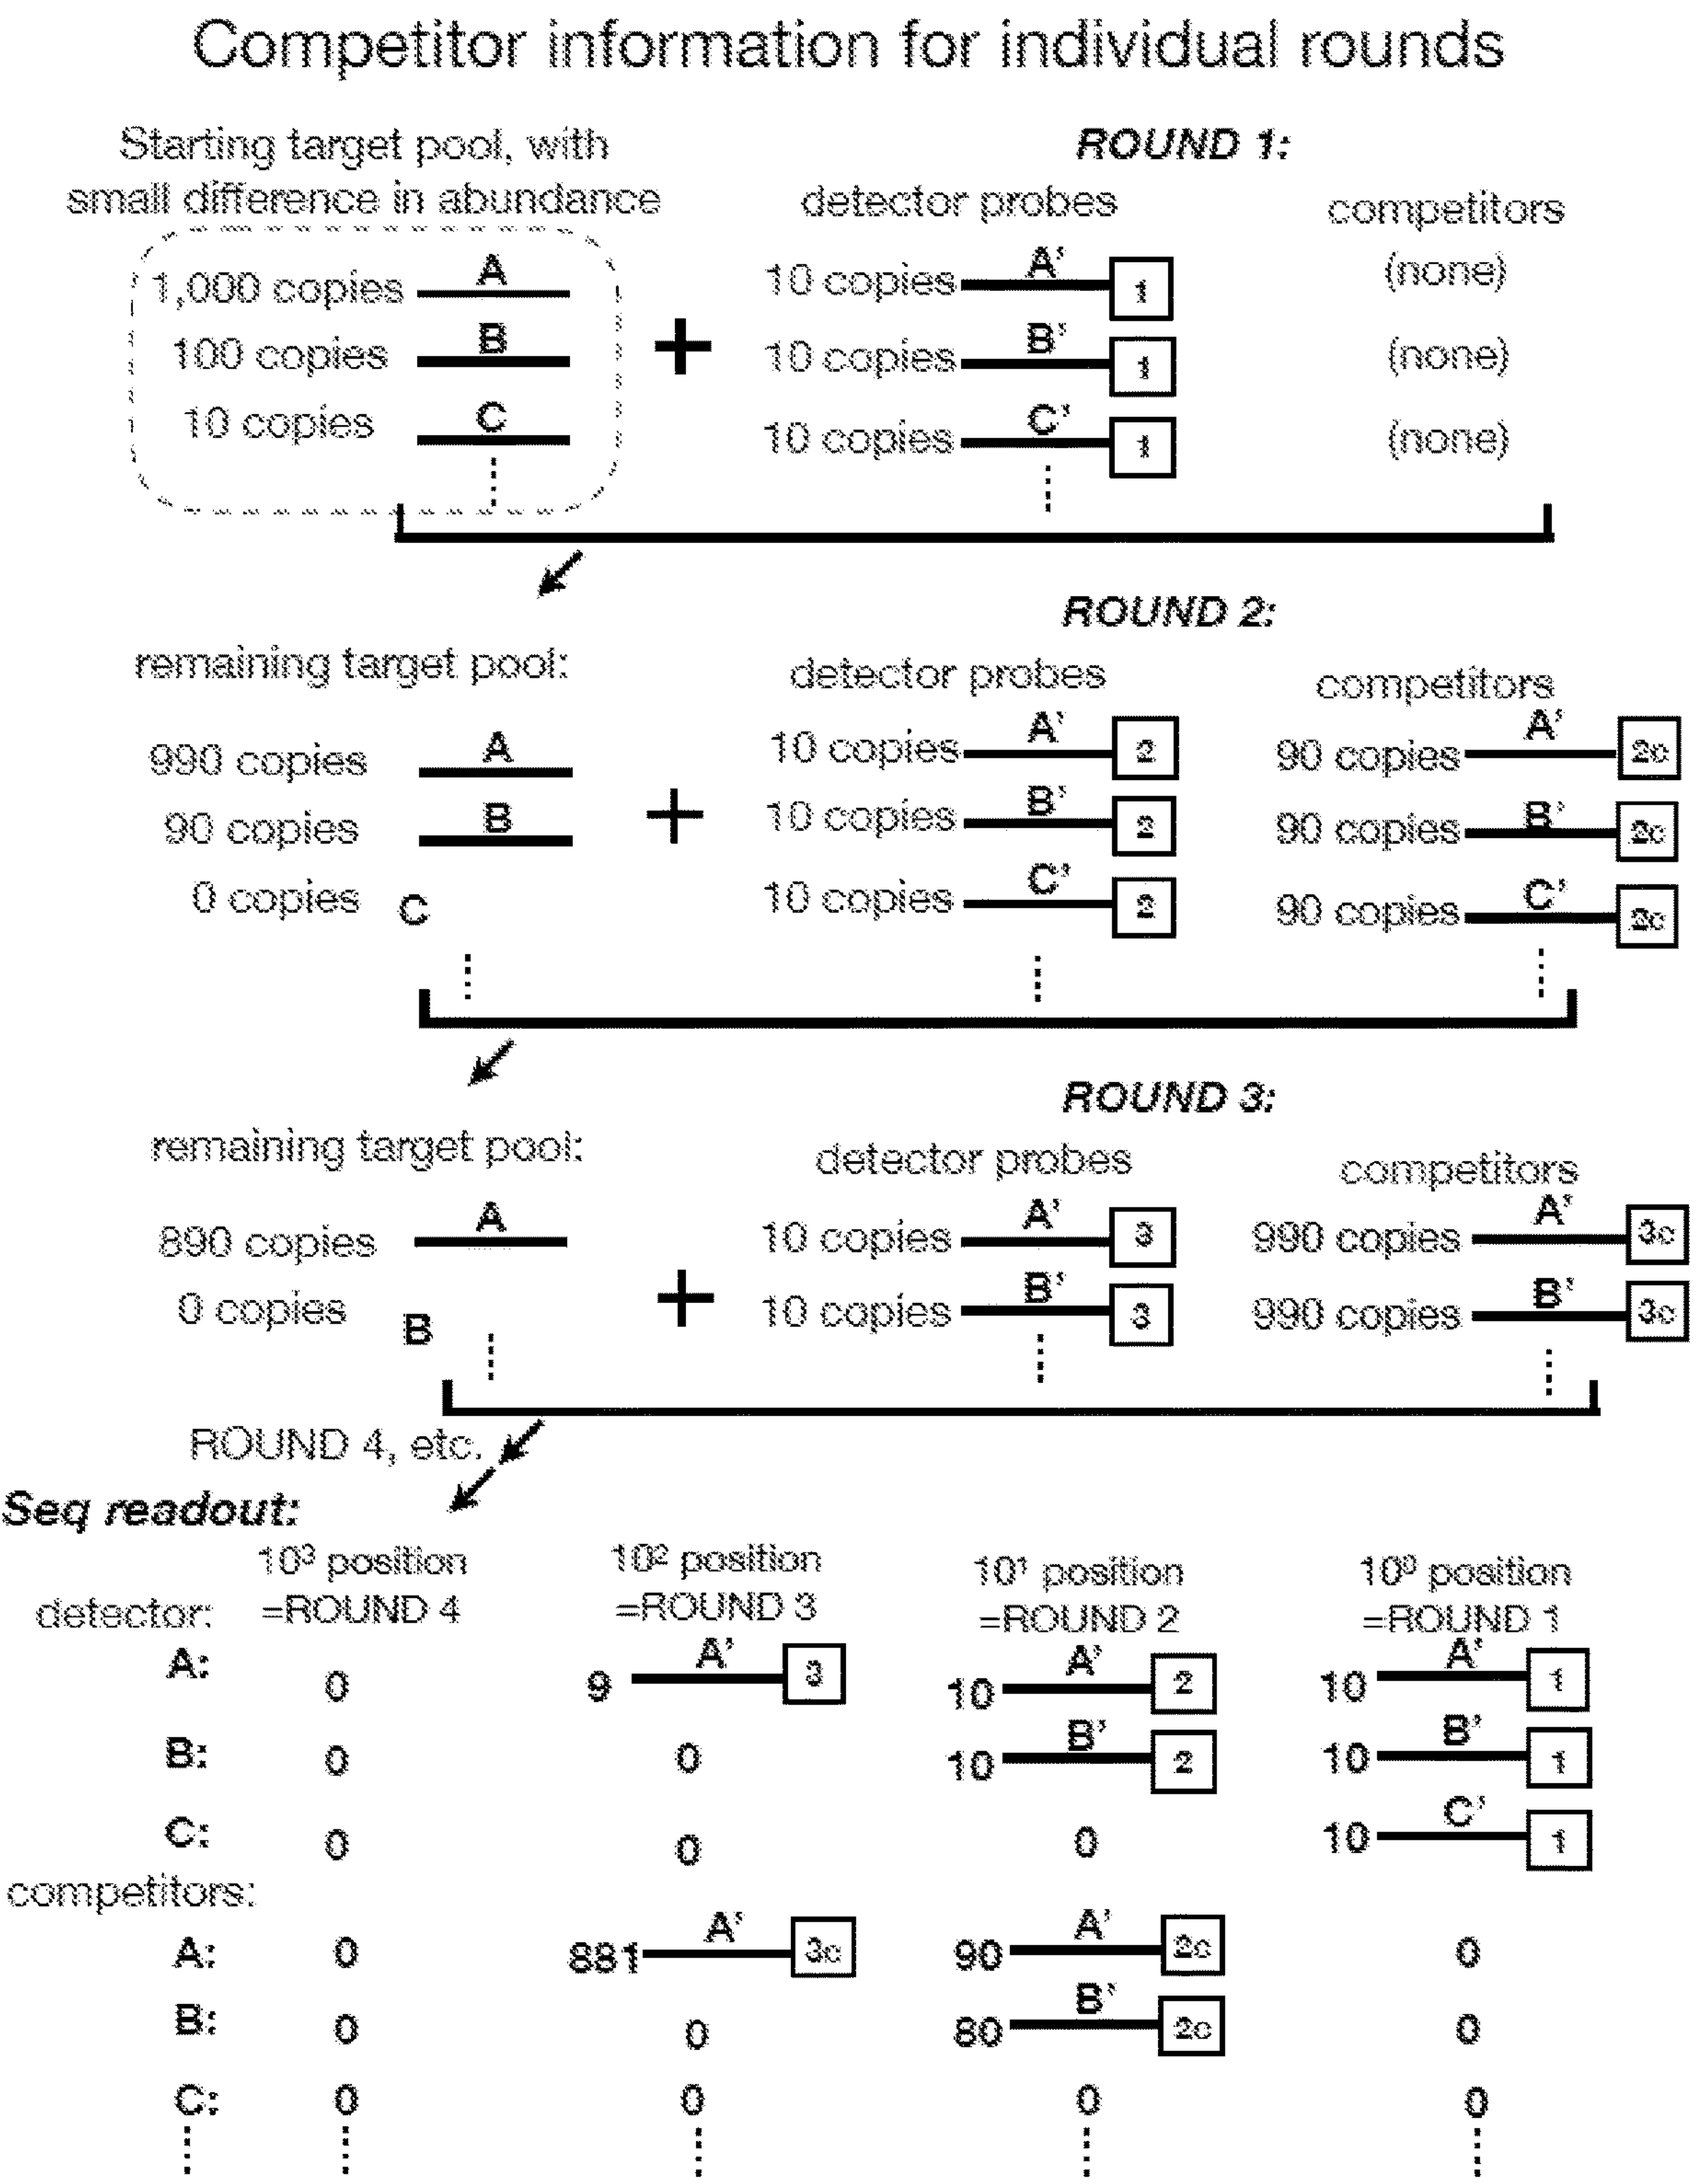 Competitor information for individual rounds
Starting target pool, with
small difference in abundance
ROUND 1:
detector probes
competitors
1,000 copies A
10 copies A' 1
(none)
100 copies B
+
10 copies B' 1
(none)
10 copies C
10 copies C' 1
(none)
ROUND 2:
remaining target pool:
detector probes
competitors
990 copies A
10 copies A' 2
90 copies A' 2c
90 copies B
+
10 copies B' 2
90 copies B' 2c
0 copies C
10 copies C' 2
90 copies C' 2c
ROUND 3:
remaining target pool:
detector probes
competitors
890 copies A
10 copies A' 3
990 copies A' 3c
0 copies B
+
10 copies B' 3
990 copies B' 3c
ROUND 4, etc.
Seq readout:
detector:
10³ position
=ROUND 4
10² position
=ROUND 3
10¹ position
=ROUND 2
10⁰ position
=ROUND 1
A: 0 9 A' 3 10 A' 2 10 A' 1
B: 0 0 10 B' 2 10 B' 1
C: 0 0 0 10 C' 1
competitors:
A: 0 881 A' 3c 90 A' 2c 0
B: 0 0 80 B' 2c 0
C: 0 0 0 0